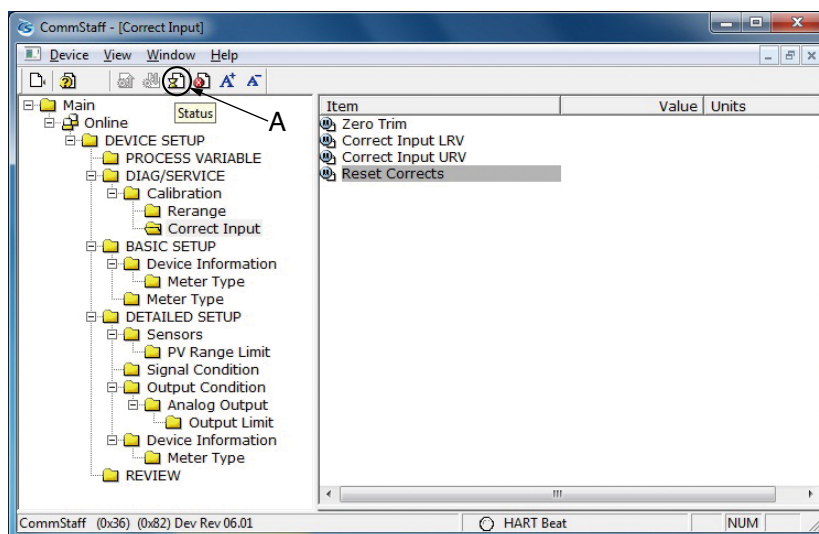 CommStaff - [Correct Input]
Device View Window Help
A+ A-
Status
A
Main
Online
DEVICE SETUP
PROCESS VARIABLE
DIAG/SERVICE
Calibration
Rerange
Correct Input
BASIC SETUP
Device Information
Meter Type
Meter Type
DETAILED SETUP
Sensors
PV Range Limit
Signal Condition
Output Condition
Analog Output
Output Limit
Device Information
Meter Type
REVIEW
Item Value Units
Zero Trim
Correct Input LRV
Correct Input URV
Reset Corrects
CommStaff (0x36) (0x82) Dev Rev 06.01 HART Beat NUM